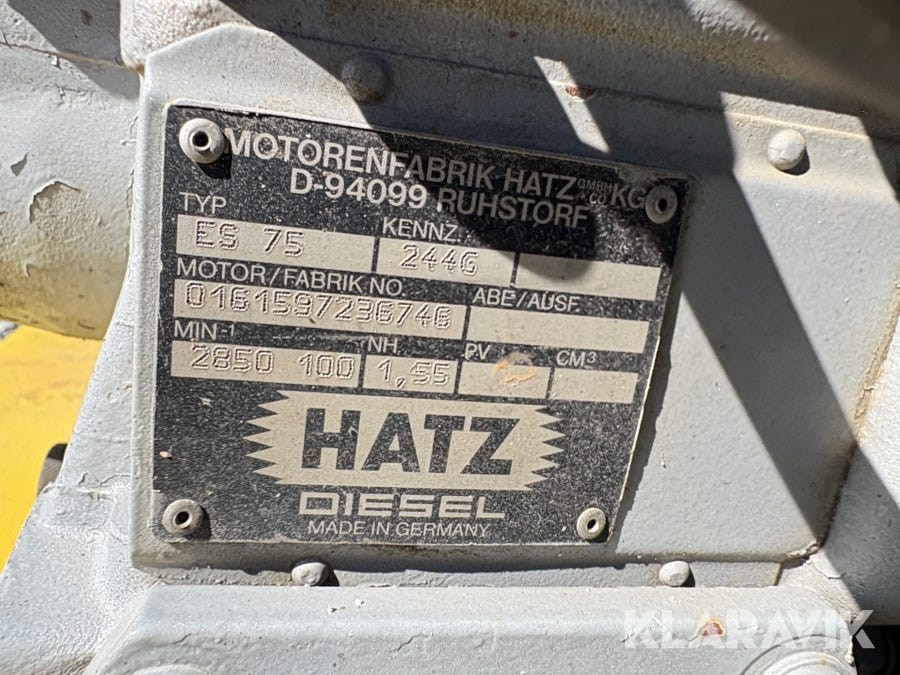 MOTORENFABRIK HATZ GMBH & CO KG
D-94099 RUHSTORF
TYP KENNZ.
ES 75 244G
MOTOR/FABRIK NO. ABE/AUSF.
0161597236746
MIN-1 NH PV CM3
2850 100 1,55
HATZ
DIESEL
MADE IN GERMANY
KLARAVIK